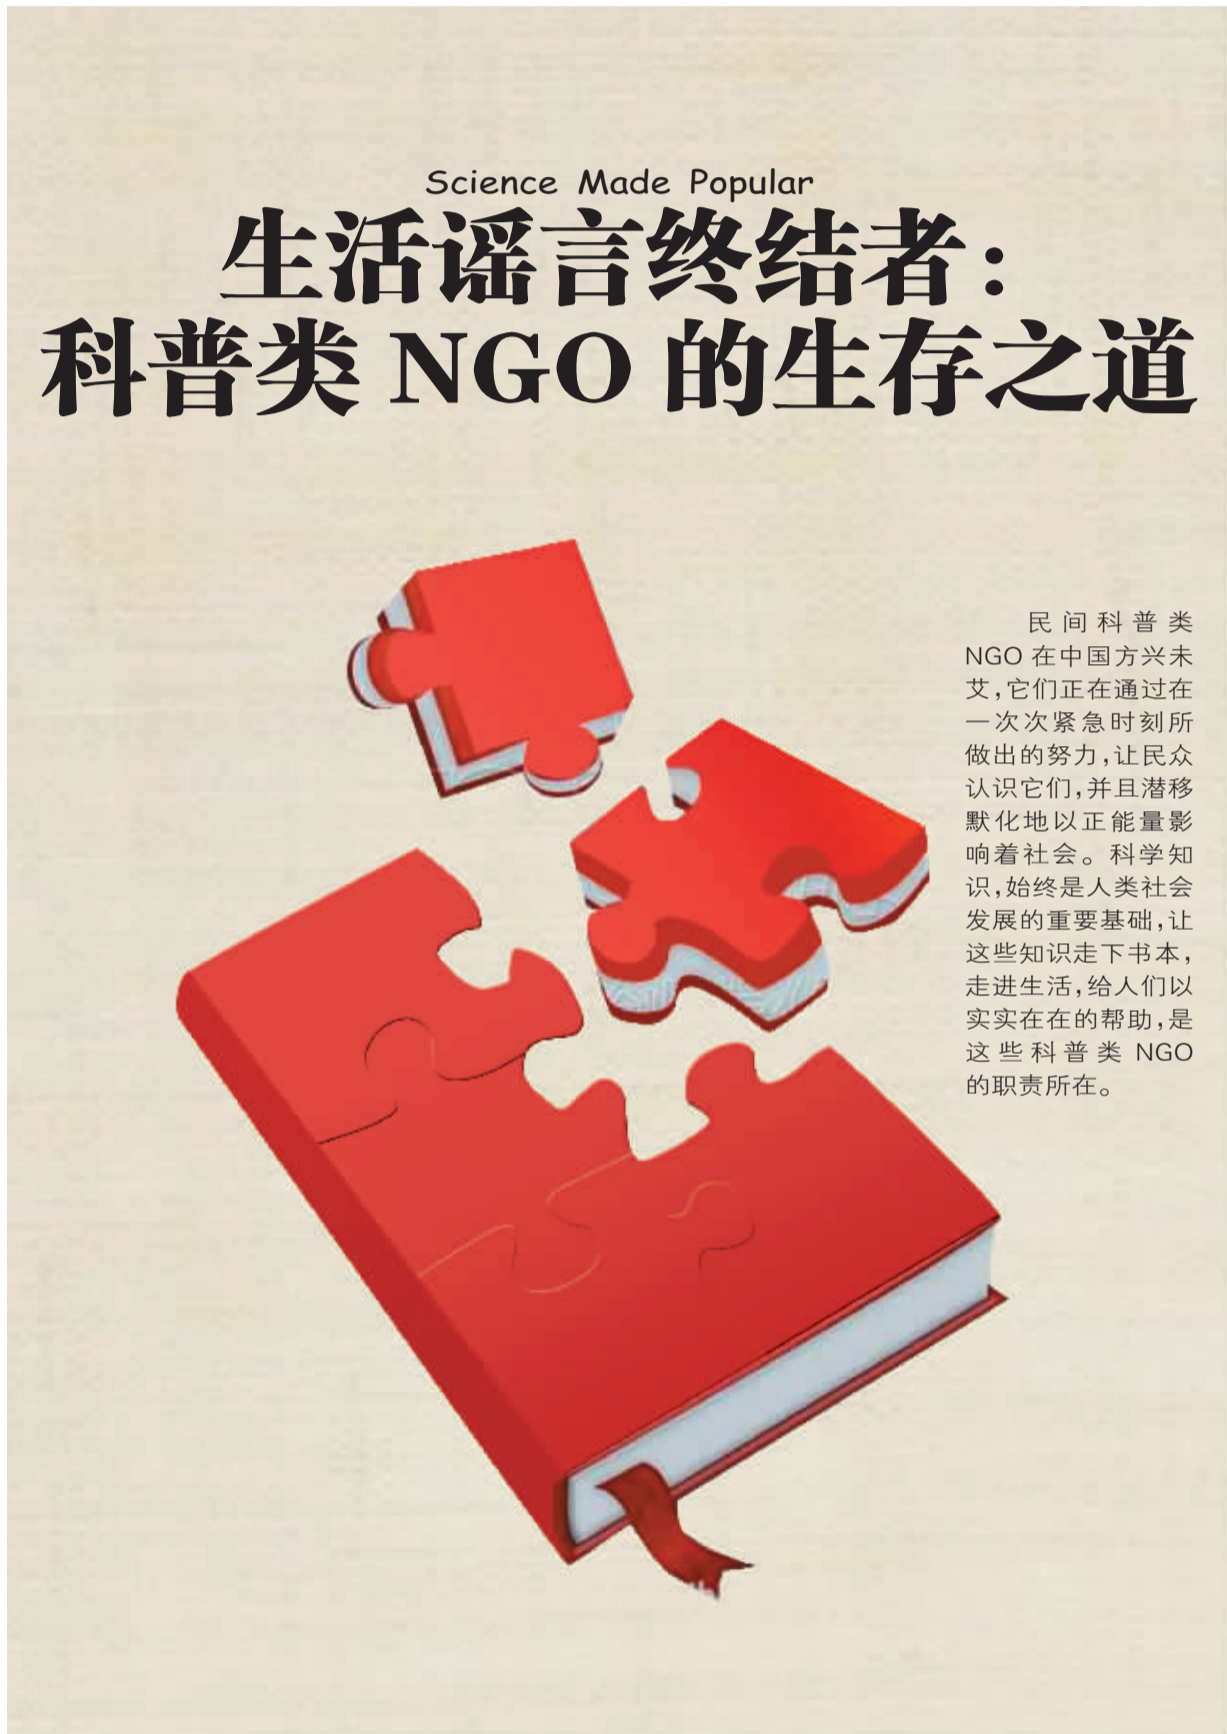 Science Made Popular
生活谣言终结者：
科普类 NGO 的生存之道
民间科普类
NGO 在中国方兴未
艾，它们正在通过在
一次次紧急时刻所
做出的努力，让民众
认识它们，并且潜移
默化地以正能量影
响着社会。科学知
识，始终是人类社会
发展的重要基础，让
这些知识走下书本，
走进生活，给人们以
实实在在的帮助，是
这些科普类 NGO
的职责所在。